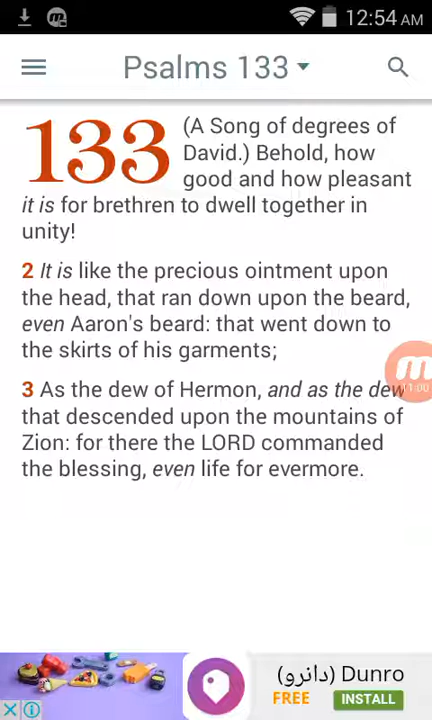 12:54 AM
Psalms 133
133 (A Song of degrees of
David.) Behold, how
good and how pleasant
it is for brethren to dwell together in
unity!
2 It is like the precious ointment upon
the head, that ran down upon the beard,
even Aaron's beard: that went down to
the skirts of his garments;
3 As the dew of Hermon, and as the dew
that descended upon the mountains of
Zion: for there the LORD commanded
the blessing, even life for evermore.
11:00
Dunro (دانرو)
FREE INSTALL